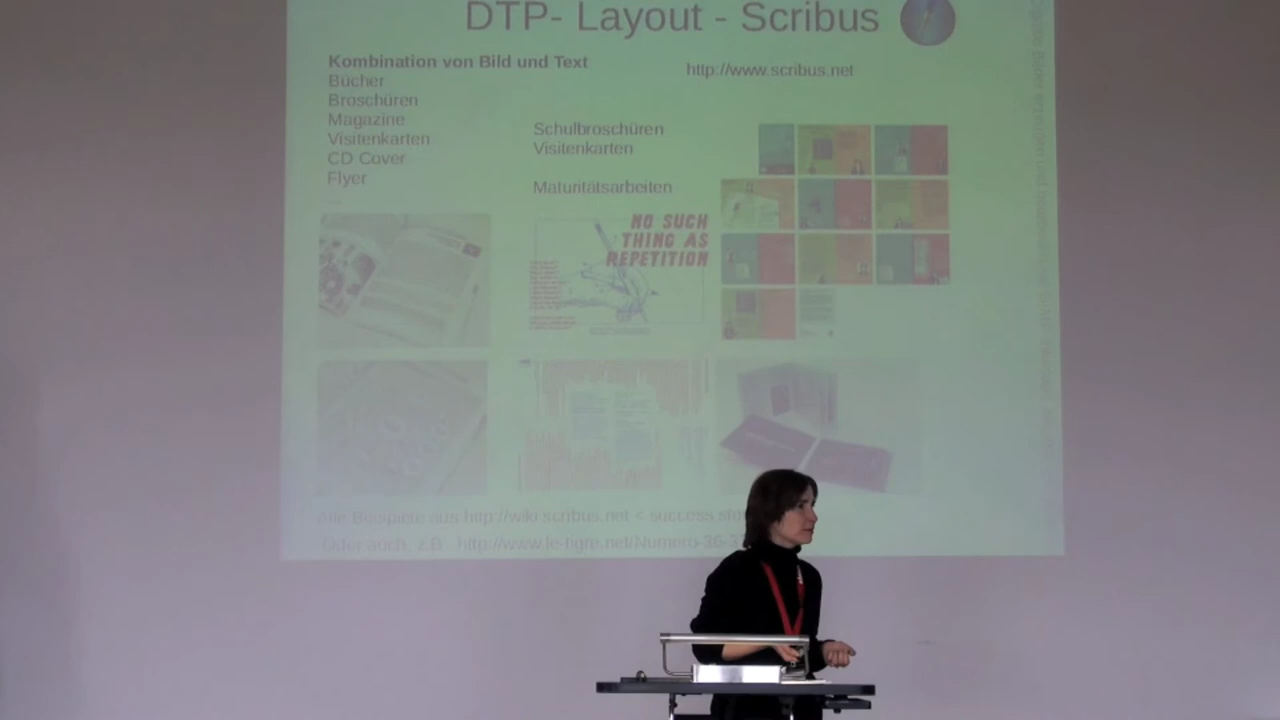 DTP- Layout - Scribus
Kombination von Bild und Text
Bücher
Broschüren
Magazine
Visitenkarten
CD Cover
Flyer
...
http://www.scribus.net
Schulbroschüren
Visitenkarten
Maturitätsarbeiten
NO SUCH
THING AS
REPETITION
Alle Beispiele aus http://wiki.scribus.net < success
Oder auch, z.B. http://www.le-tigre.net/Numero-36-